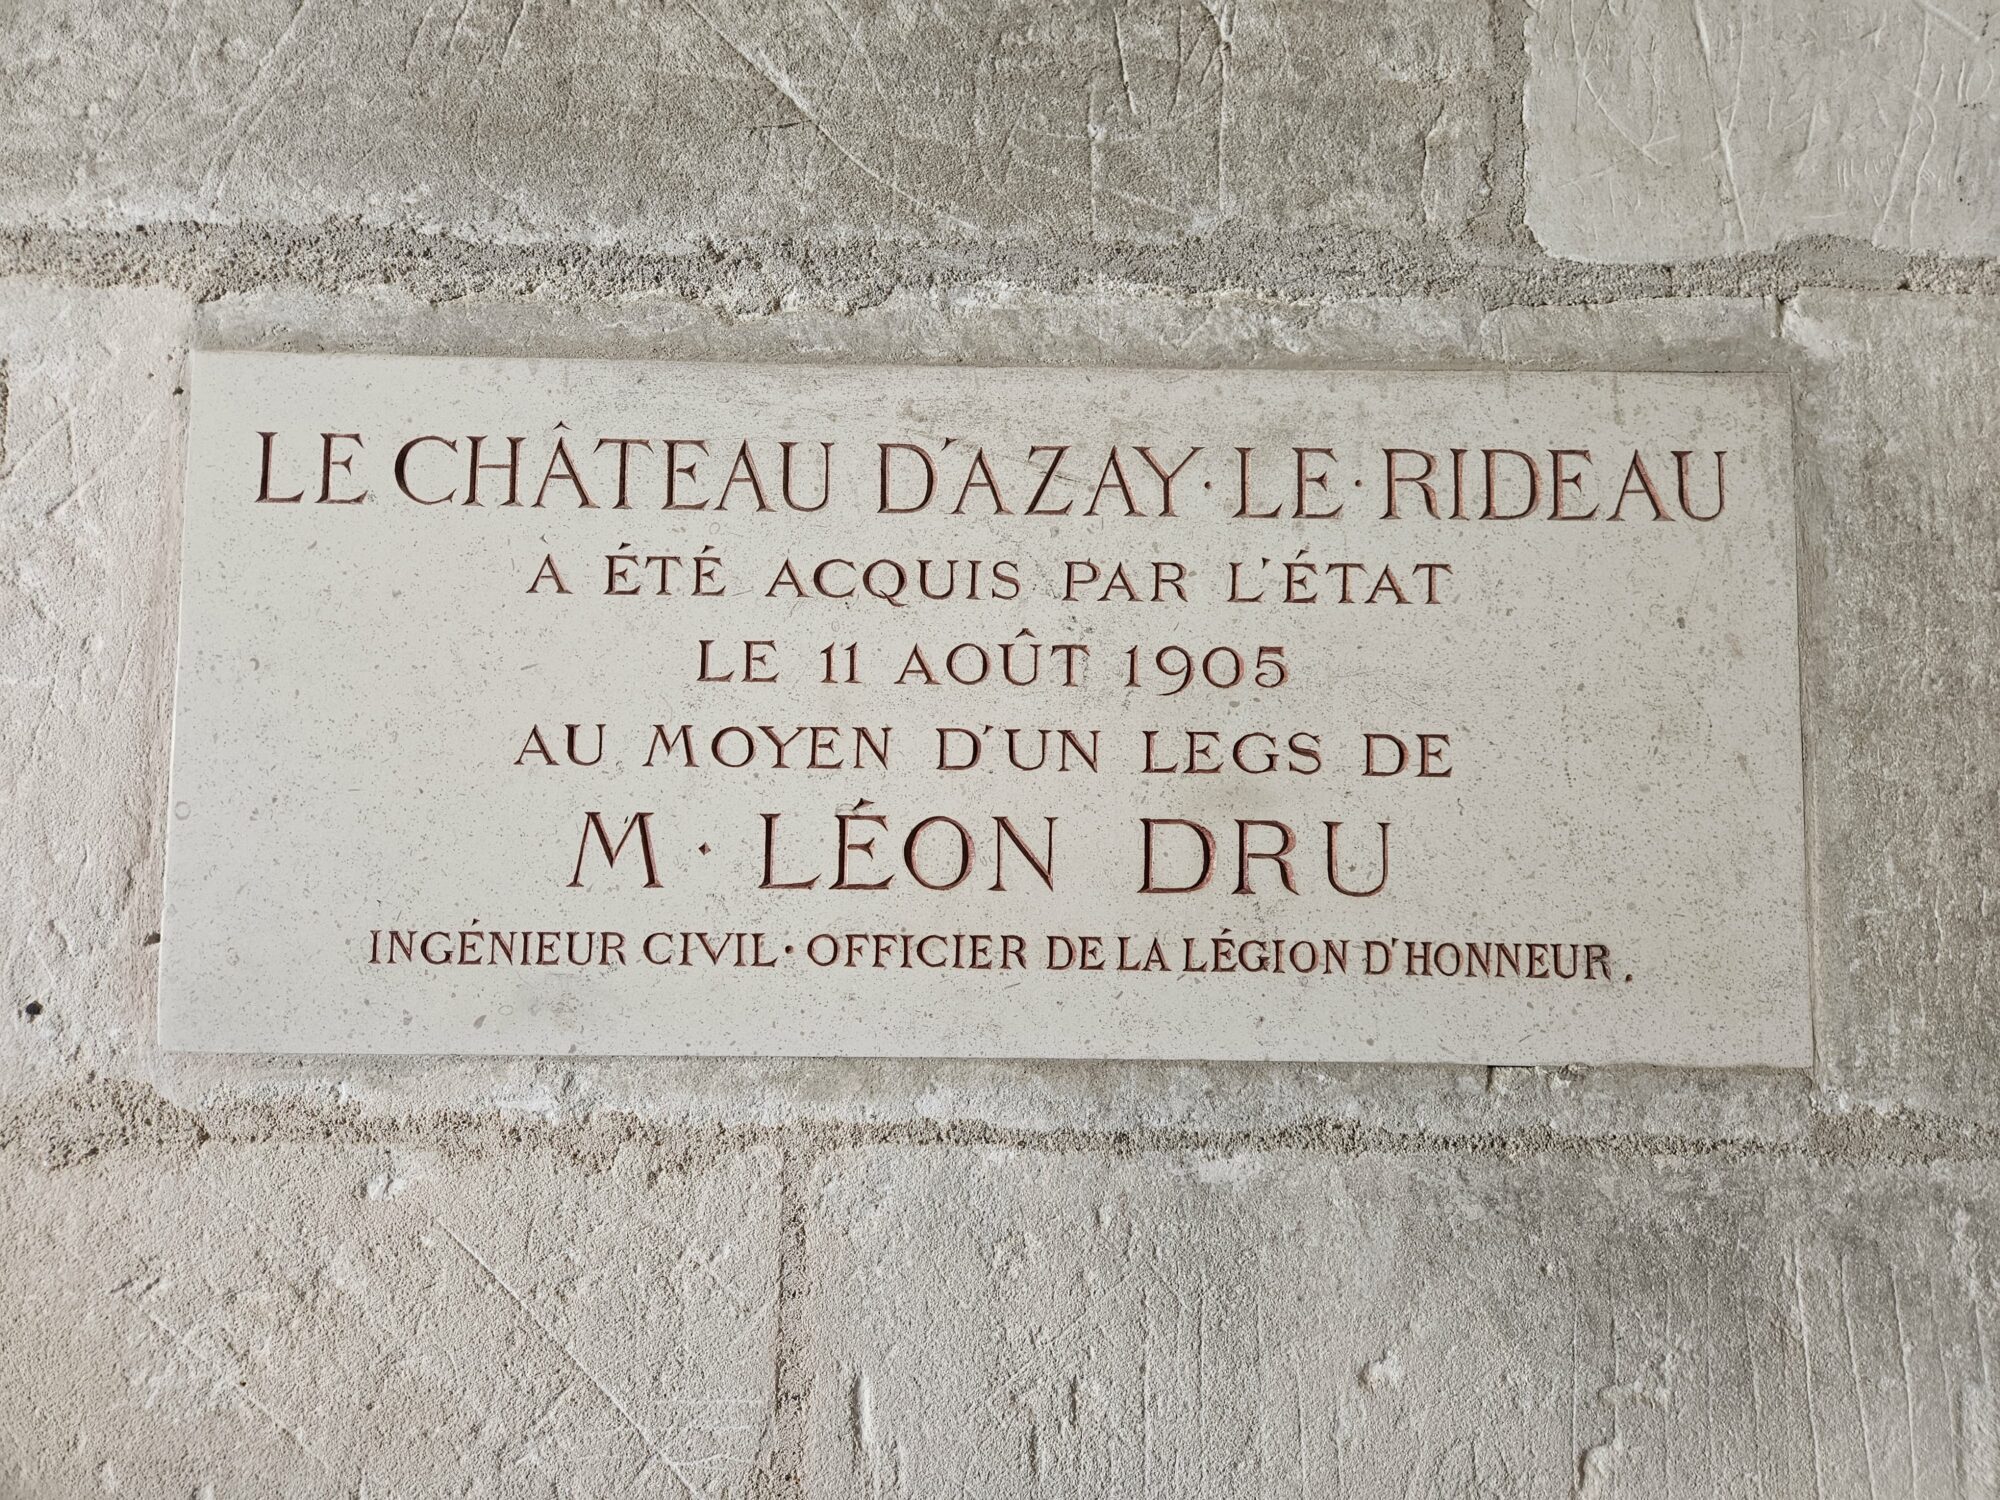 LE CHÂTEAU D'AZAY·LE·RIDEAU
A ÉTÉ ACQUIS PAR L'ÉTAT
LE 11 AOÛT 1905
AU MOYEN D'UN LEGS DE
M · LÉON DRU
INGÉNIEUR CIVIL · OFFICIER DE LA LÉGION D'HONNEUR.